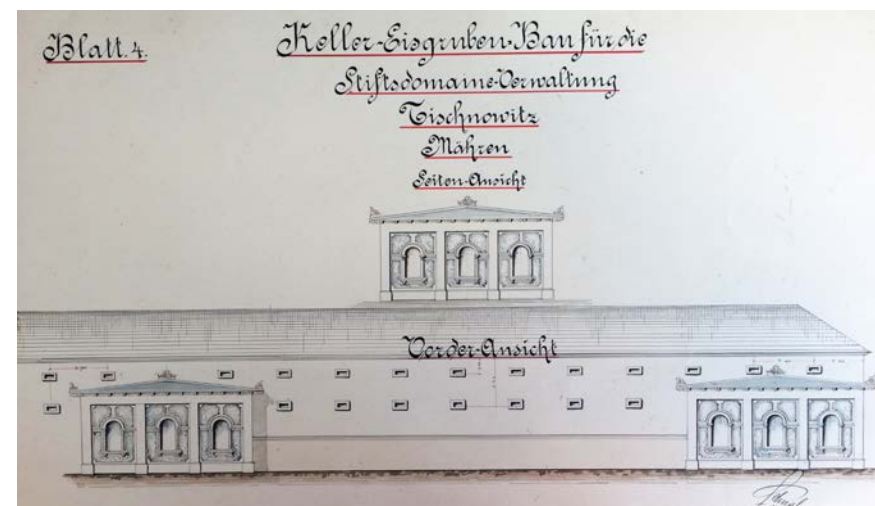 Blatt. 4.
Keller-Eisgruben-Bau für die
Stiftsdomaine-Verwaltung
Tischnowitz
Mähren
Seiten-Ansicht
Vorder-Ansicht